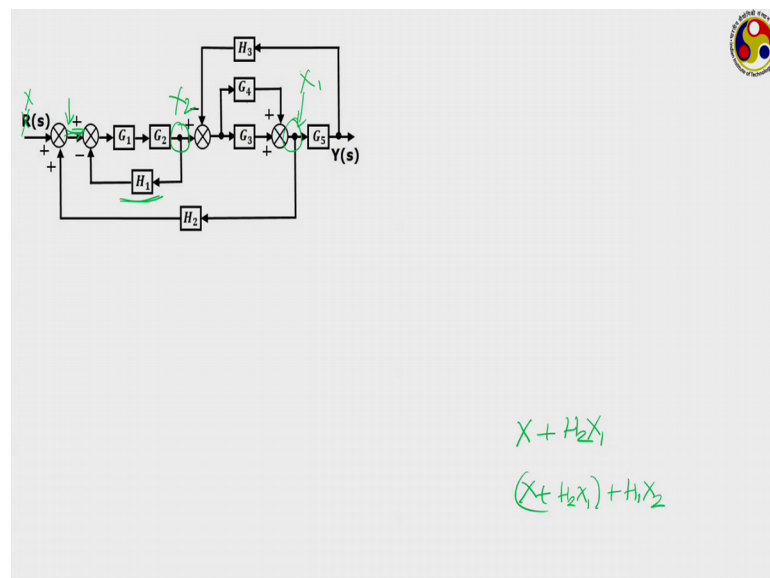 H₃
X₁
G₄
X
X₂
-
+
+
R(s)
+
G₁
G₂
G₃
G₅
+
+
-
+
Y(s)
H₁
H₂
X + H₂X₁
(X + H₂X₁) + H₁X₂